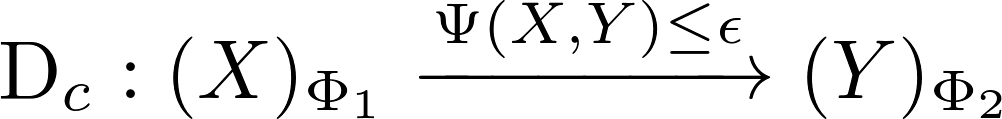 D_c : (X)_{Φ_1} \xrightarrow{Ψ(X,Y)≤ϵ} (Y)_{Φ_2}